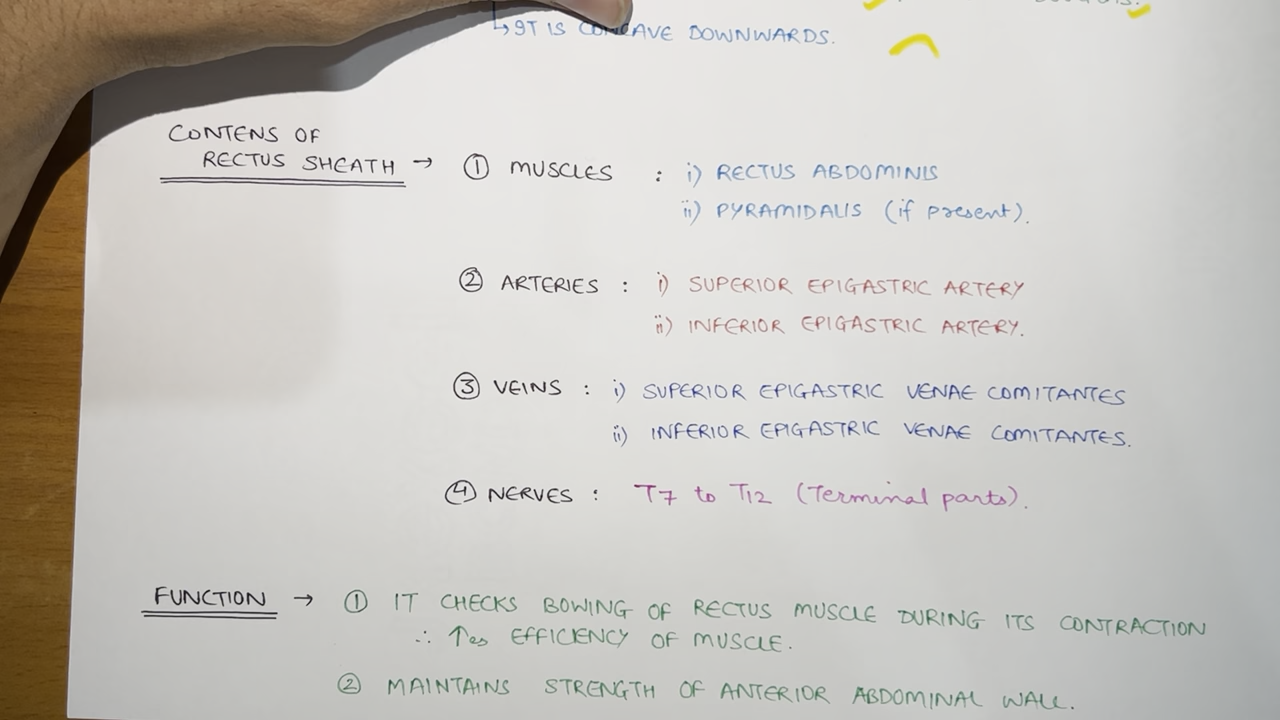 ↳ IT IS CONCAVE DOWNWARDS.
CONTENS OF
RECTUS SHEATH → ① MUSCLES : i) RECTUS ABDOMINIS
ii) PYRAMIDALIS (if present).
② ARTERIES : i) SUPERIOR EPIGASTRIC ARTERY
ii) INFERIOR EPIGASTRIC ARTERY.
③ VEINS : i) SUPERIOR EPIGASTRIC VENAE COMITANTES
ii) INFERIOR EPIGASTRIC VENAE COMITANTES.
④ NERVES : T7 to T12 (Terminal parts).
FUNCTION → ① IT CHECKS BOWING OF RECTUS MUSCLE DURING ITS CONTRACTION
∴ ↑es EFFICIENCY OF MUSCLE.
② MAINTAINS STRENGTH OF ANTERIOR ABDOMINAL WALL.